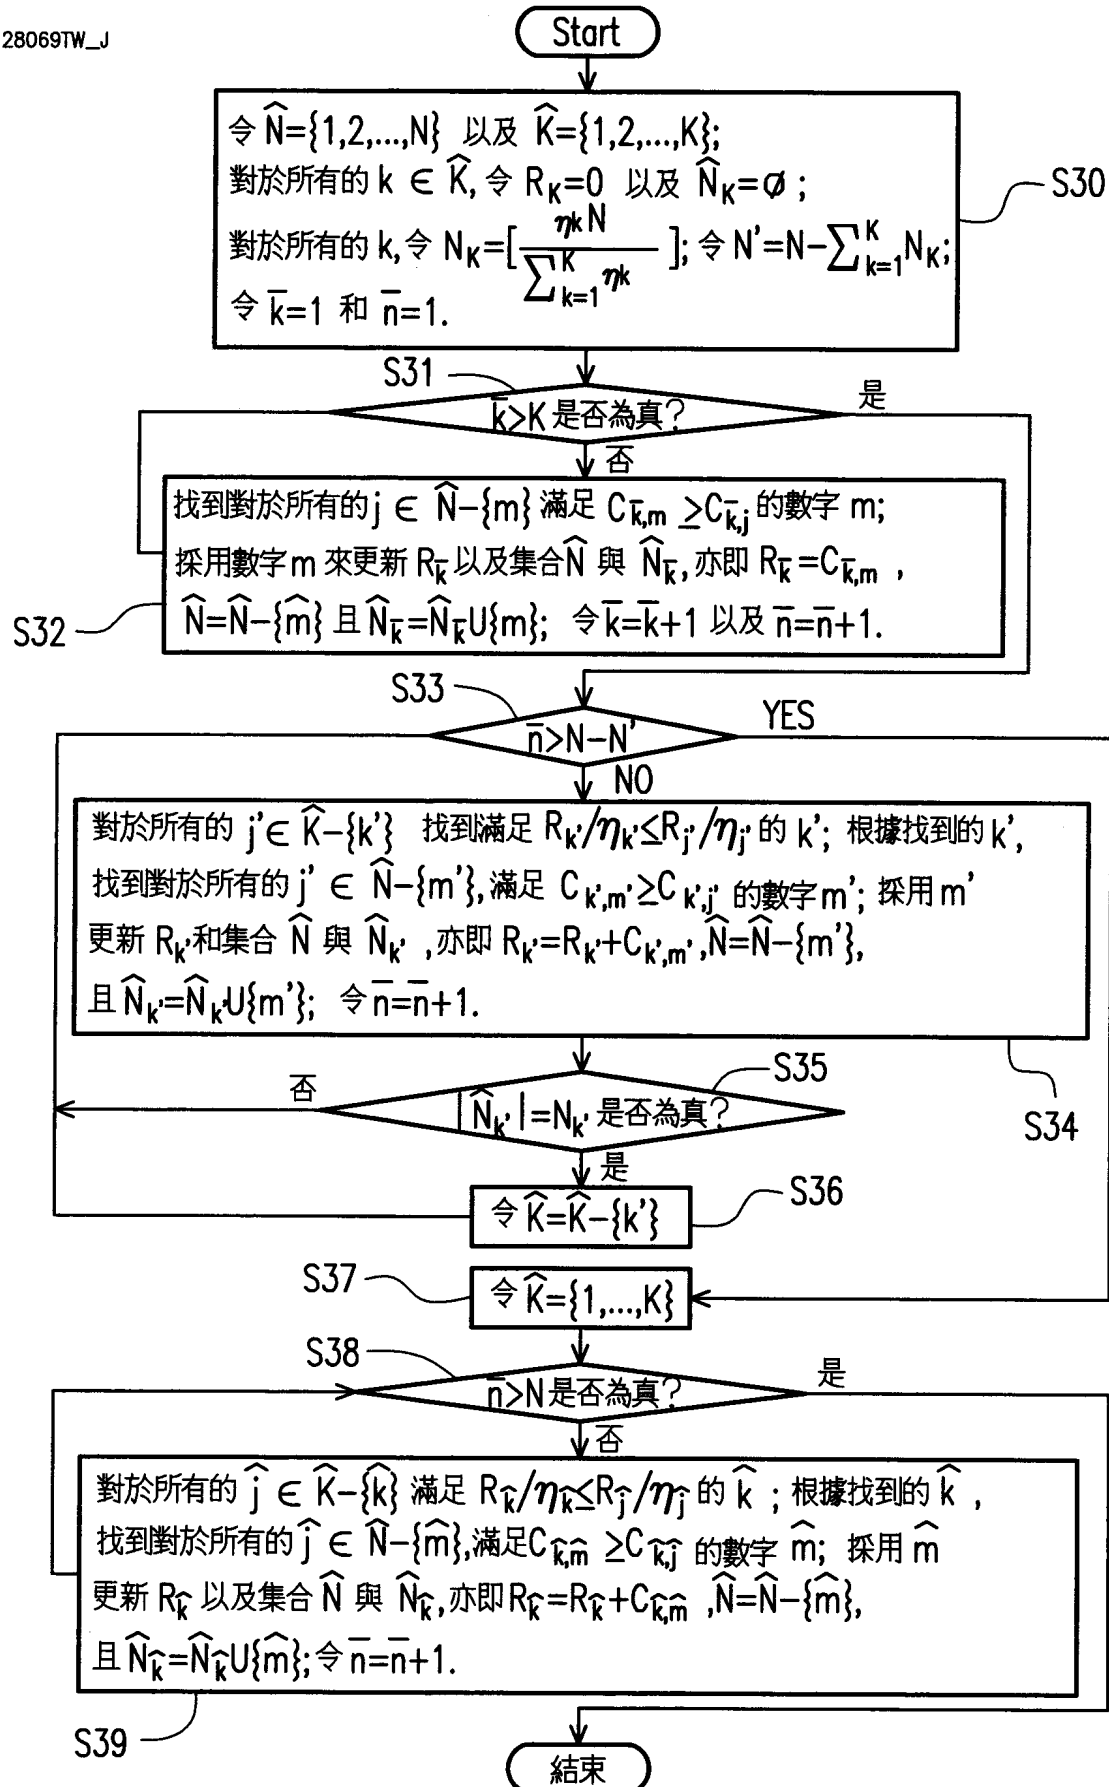 28069TW_J
Start
令 N̂={1,2,...,N} 以及 K̂={1,2,...,K};
對於所有的 k ∈ K̂, 令 R_K=0 以及 N̂_K=ø ;
對於所有的 k, 令 N_K=[ηk N / ∑_{k=1}^{K} ηk ]; 令 N'=N-∑_{k=1}^{K} N_K;
令 k̄=1 和 n̄=1.
S30
S31
k̄>K 是否為真?
是
否
找到對於所有的 j ∈ N̂-{m} 滿足 C_{k̄,m} ≥C_{k̄,j} 的數字 m;
採用數字 m 來更新 R_k̄ 以及集合 N̂ 與 N̂_k̄, 亦即 R_k̄=C_{k̄,m} ,
N̂=N̂-{m̂} 且 N̂_k̄=N̂_k̄U{m}; 令 k̄=k̄+1 以及 n̄=n̄+1.
S32
S33
n̄>N-N'
YES
NO
對於所有的 j'∈ K̂-{k'} 找到滿足 R_k'/η_k'≤R_j'/η_j' 的 k'; 根據找到的 k',
找到對於所有的 j' ∈ N̂-{m'}, 滿足 C_{k',m'}≥C_{k',j'} 的數字 m'; 採用 m'
更新 R_k'和集合 N̂ 與 N̂_k' , 亦即 R_k'=R_k'+C_{k',m'}, N̂=N̂-{m'},
且 N̂_k'=N̂_k'U{m'}; 令 n̄=n̄+1.
S34
S35
否
|N̂_k'|=N_k' 是否為真?
是
令 K̂=K̂-{k'}
S36
S37
令 K̂={1,...,K}
S38
n̄>N 是否為真?
是
否
對於所有的 ĵ ∈ K̂-{k̂} 滿足 R_k̂/η_k̂≤R_ĵ/η_ĵ 的 k̂ ; 根據找到的 k̂ ,
找到對於所有的 ĵ ∈ N̂-{m̂}, 滿足C_{k̂,m̂} ≥C_{k̂,ĵ} 的數字 m̂; 採用 m̂
更新 R_k̂ 以及集合 N̂ 與 N̂_k̂, 亦即 R_k̂=R_k̂+C_{k̂,m̂} , N̂=N̂-{m̂},
且 N̂_k̂=N̂_k̂U{m̂}; 令 n̄=n̄+1.
S39
結束